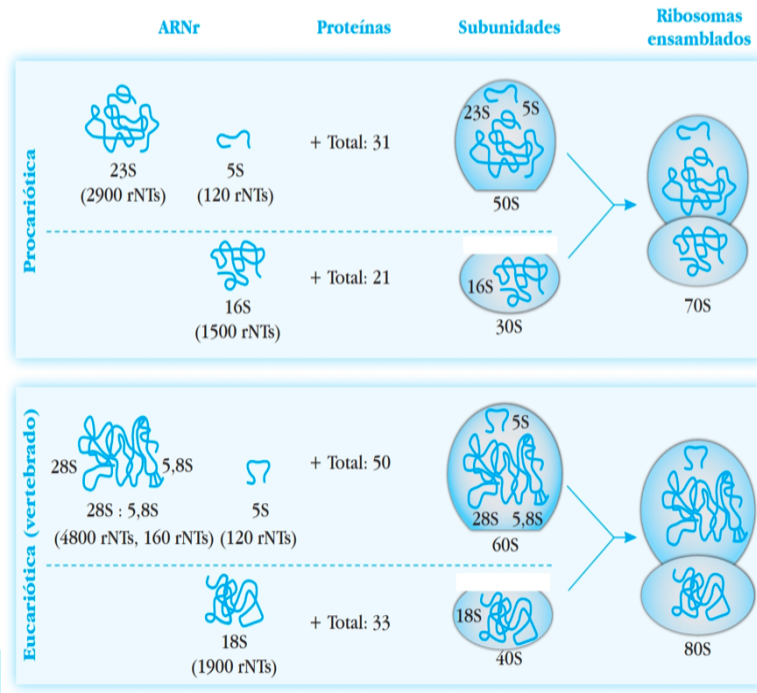 ARNr
Proteínas
Subunidades
Ribosomas
ensamblados
Procariótica
23S
(2900 rNTs)
5S
(120 rNTs)
+ Total: 31
23S
5S
50S
16S
(1500 rNTs)
+ Total: 21
16S
30S
70S
Eucariótica (vertebrado)
28S
5,8S
28S : 5,8S
(4800 rNTs, 160 rNTs)
5S
(120 rNTs)
+ Total: 50
5S
28S 5,8S
60S
18S
(1900 rNTs)
+ Total: 33
18S
40S
80S